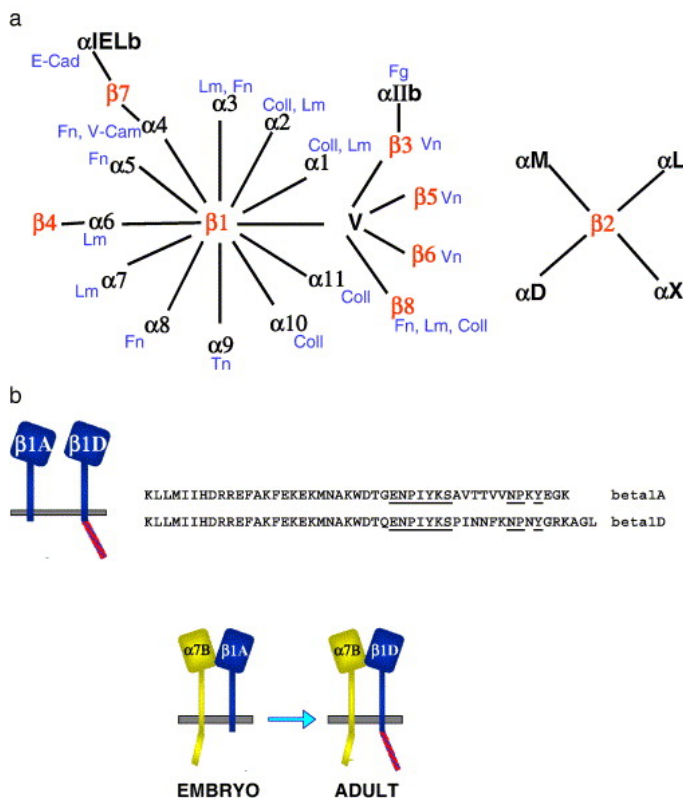 a
αIELb
E-Cad
β7
Fn, V-Cam α4
Fn α5
β4 α6
Lm
α7
Lm
α8
Fn
α9
Tn
α10
Coll
α11
Coll
β1
Lm, Fn
α3
Coll, Lm
α2
Coll, Lm
α1
V
Fg
αIIb
β3 Vn
β5 Vn
β6 Vn
β8
Fn, Lm, Coll
αM
αL
β2
αD
αX
b
β1A
β1D
KLLMIIHDRREFAKFEKEKMNAKWDTGENPIYKSAVTTVVNPKYEGK beta1A
KLLMIIHDRREFAKFEKEKMNAKWDTQENPIYKSPINNFKNPNYGRKAGL beta1D
α7B
β1A
α7B
β1D
EMBRYO
ADULT